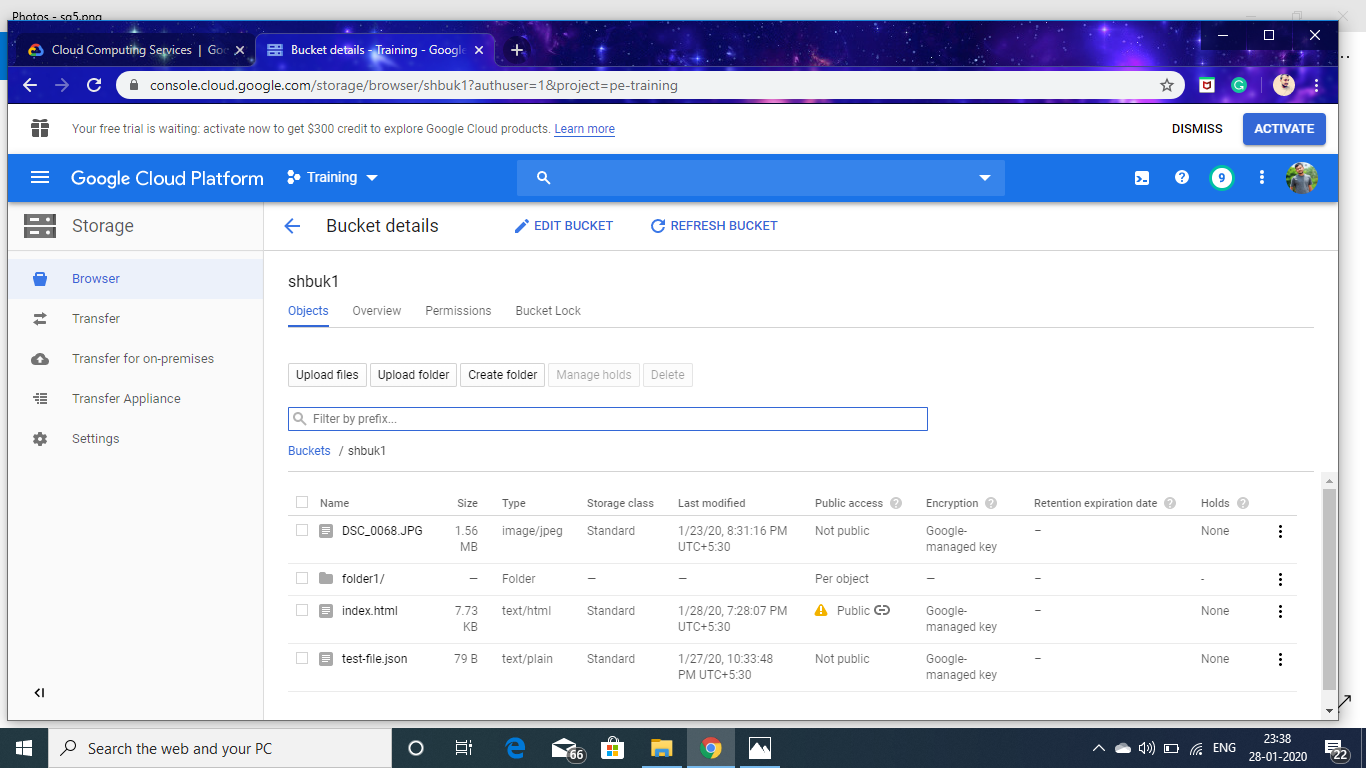 Photos - sg5.png
Cloud Computing Services | Goo
Bucket details - Training - Google
console.cloud.google.com/storage/browser/shbuk1?authuser=1&project=pe-training
Your free trial is waiting: activate now to get $300 credit to explore Google Cloud products. Learn more
DISMISS
ACTIVATE
Google Cloud Platform
Training
9
Storage
Bucket details
EDIT BUCKET
REFRESH BUCKET
Browser
Transfer
Transfer for on-premises
Transfer Appliance
Settings
shbuk1
Objects Overview Permissions Bucket Lock
Upload files Upload folder Create folder Manage holds Delete
Filter by prefix...
Buckets / shbuk1
Name Size Type Storage class Last modified Public access Encryption Retention expiration date Holds
DSC_0068.JPG 1.56 image/jpeg Standard 1/23/20, 8:31:16 PM Not public Google- – None
MB UTC+5:30 managed key
folder1/ — Folder — — Per object — – -
index.html 7.73 text/html Standard 1/28/20, 7:28:07 PM Public Google- – None
KB UTC+5:30 managed key
test-file.json 79 B text/plain Standard 1/27/20, 10:33:48 Not public Google- – None
PM UTC+5:30 managed key
Search the web and your PC
66
ENG
23:38
28-01-2020
22